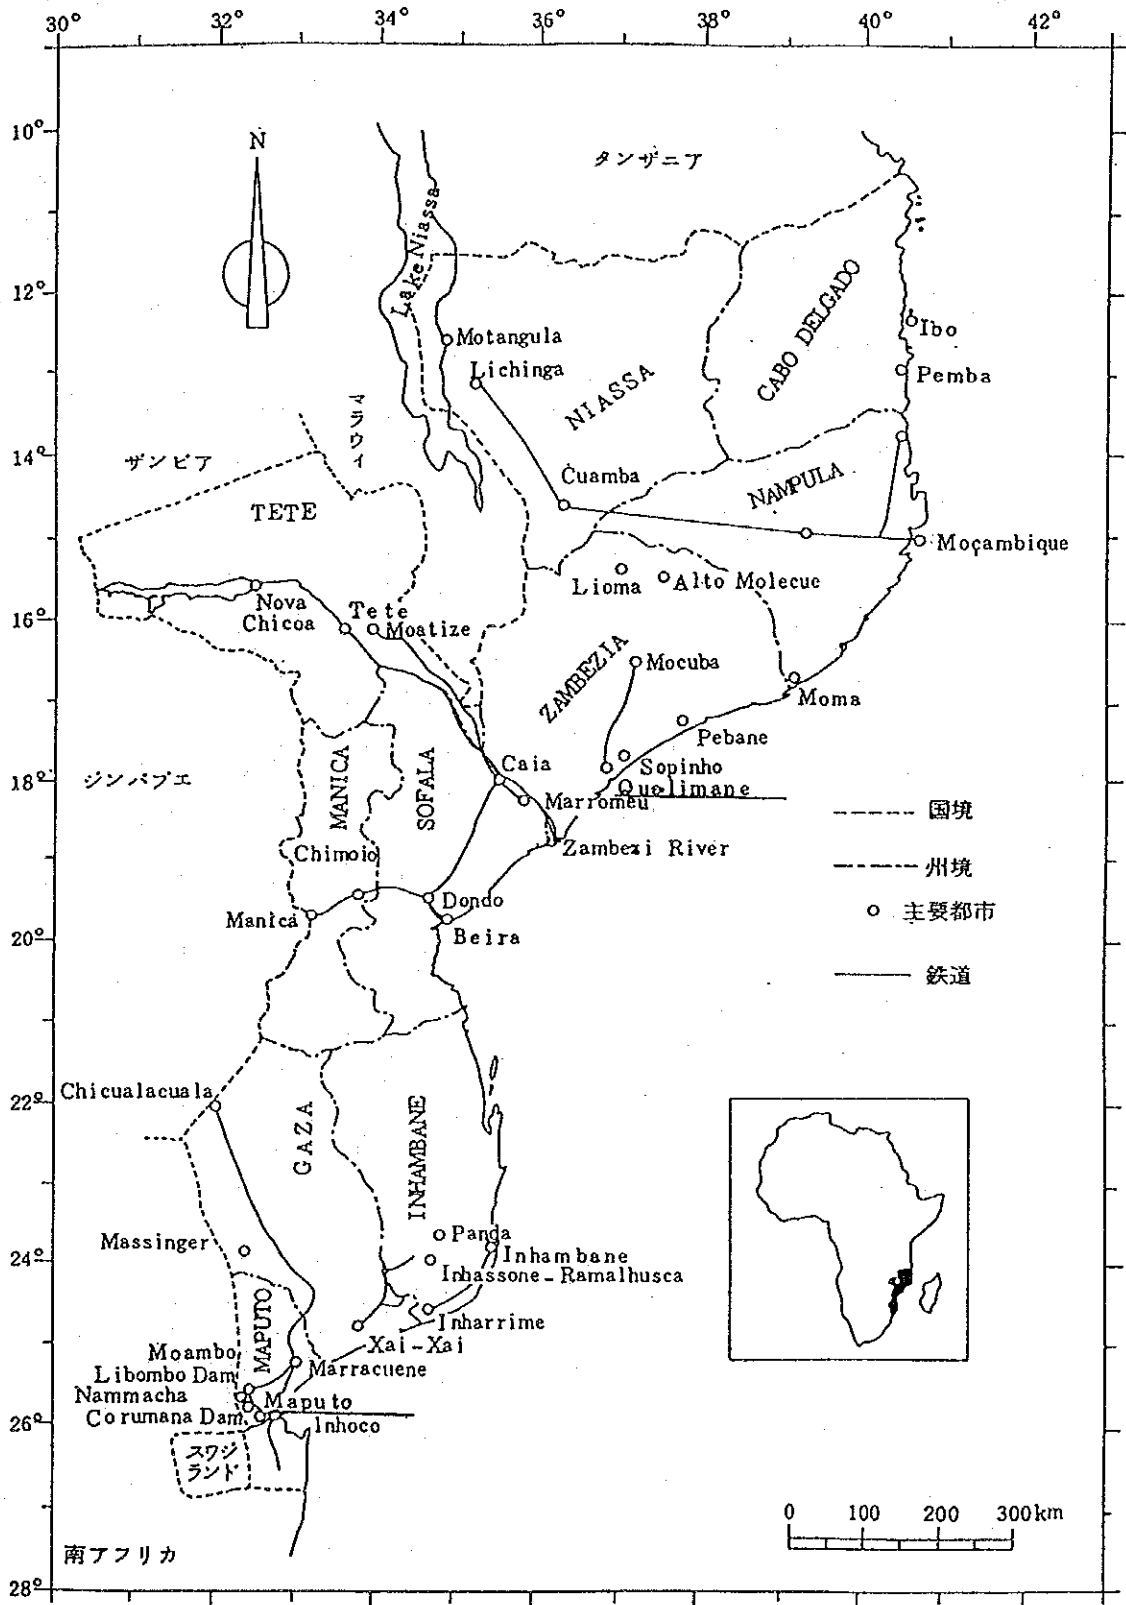 30°
32°
34°
36°
38°
40°
42°
10°
12°
14°
16°
18°
20°
22°
24°
26°
28°
N
タンザニア
Lake Niassa
Motangula
Lichinga
NIASSA
CABO DELGADO
Ibo
Pemba
マラウィ
ザンビア
TETE
Cuamba
NAMPULA
Moçambique
Lioma
Alto Molecue
Nova
Chicoa
Tete
Moatize
ZAMBEZIA
Mocuba
Moma
Pebane
Sopinho
Quelimane
ジンバブエ
MANICA
SOFALA
Caia
Marromeu
Zambezi River
Chimoio
Manica
Dondo
Beira
国境
州境
主要都市
鉄道
Chicualacuala
GAZA
INHAMBANE
Massinger
Panda
Inhambane
Inhassone-Ramalhusca
Inharrime
Xai-Xai
MAPUTO
Moambo
Libombo Dam
Marracuene
Nammacha
Maputo
Corumana Dam
Inhoco
スワジ
ランド
南アフリカ
0 100 200 300km